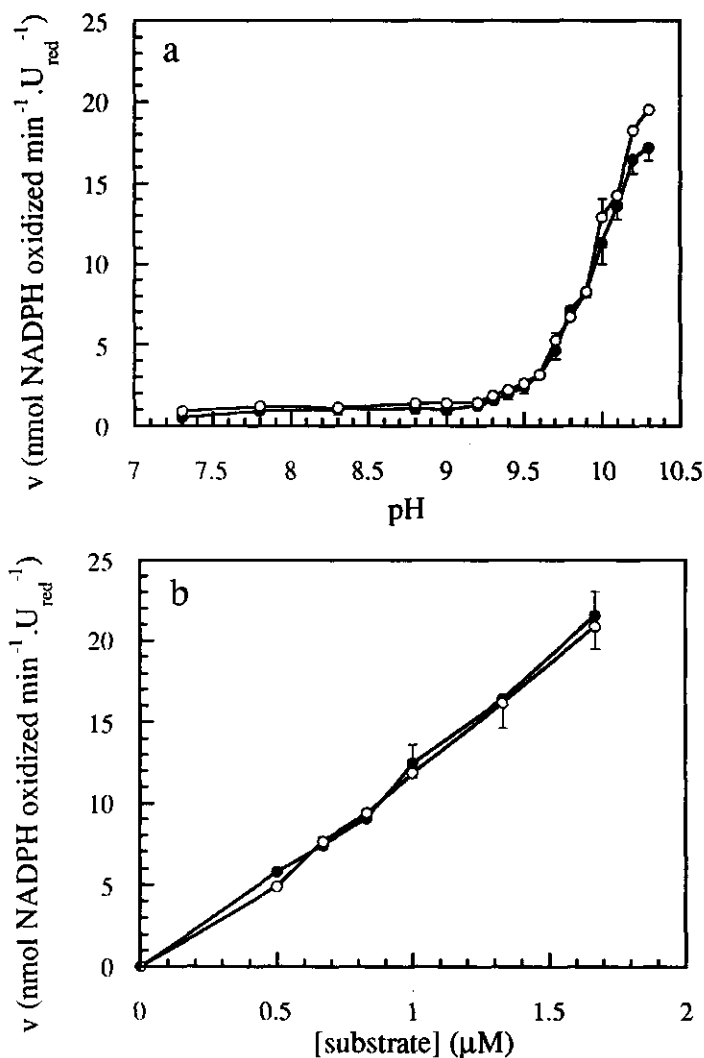 a
v (nmol NADPH oxidized min⁻¹.U_red⁻¹)
25
20
15
10
5
0
7 7.5 8 8.5 9 9.5 10 10.5
pH
b
v (nmol NADPH oxidized min⁻¹.U_red⁻¹)
25
20
15
10
5
0
0 0.5 1 1.5 2
[substrate] (μM)